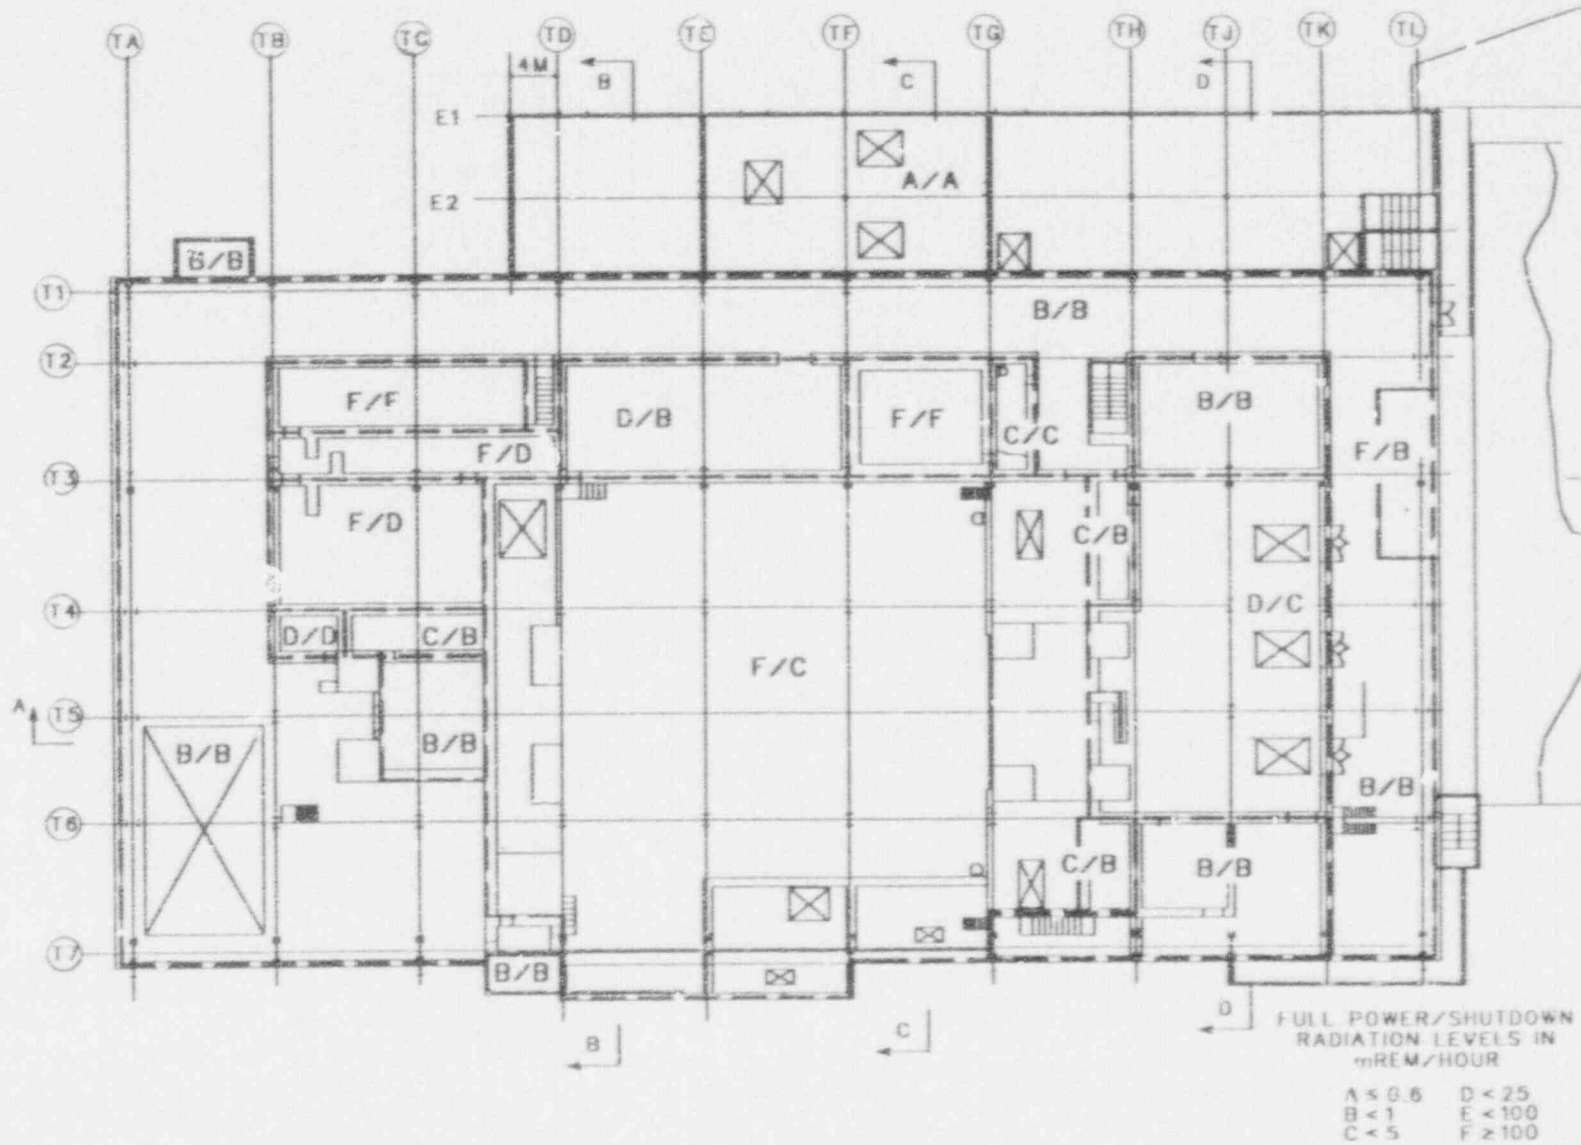 TA TB TC TD TE TF TG TH TJ TK TL
4M B C D
E1
A/A
E2
B/B
T1
B/B
T2
F/F D/B F/F B/B
C/C F/B
F/D
T3
F/D C/B
T4 D/C
D/D C/B
F/C
A T5
B/B B/B
B/B
T6
C/B B/B
T7
B/B
B C D
FULL POWER/SHUTDOWN
RADIATION LEVELS IN
mREM/HOUR
A ≤ 0.6 D < 25
B < 1 E < 100
C < 5 F ≥ 100